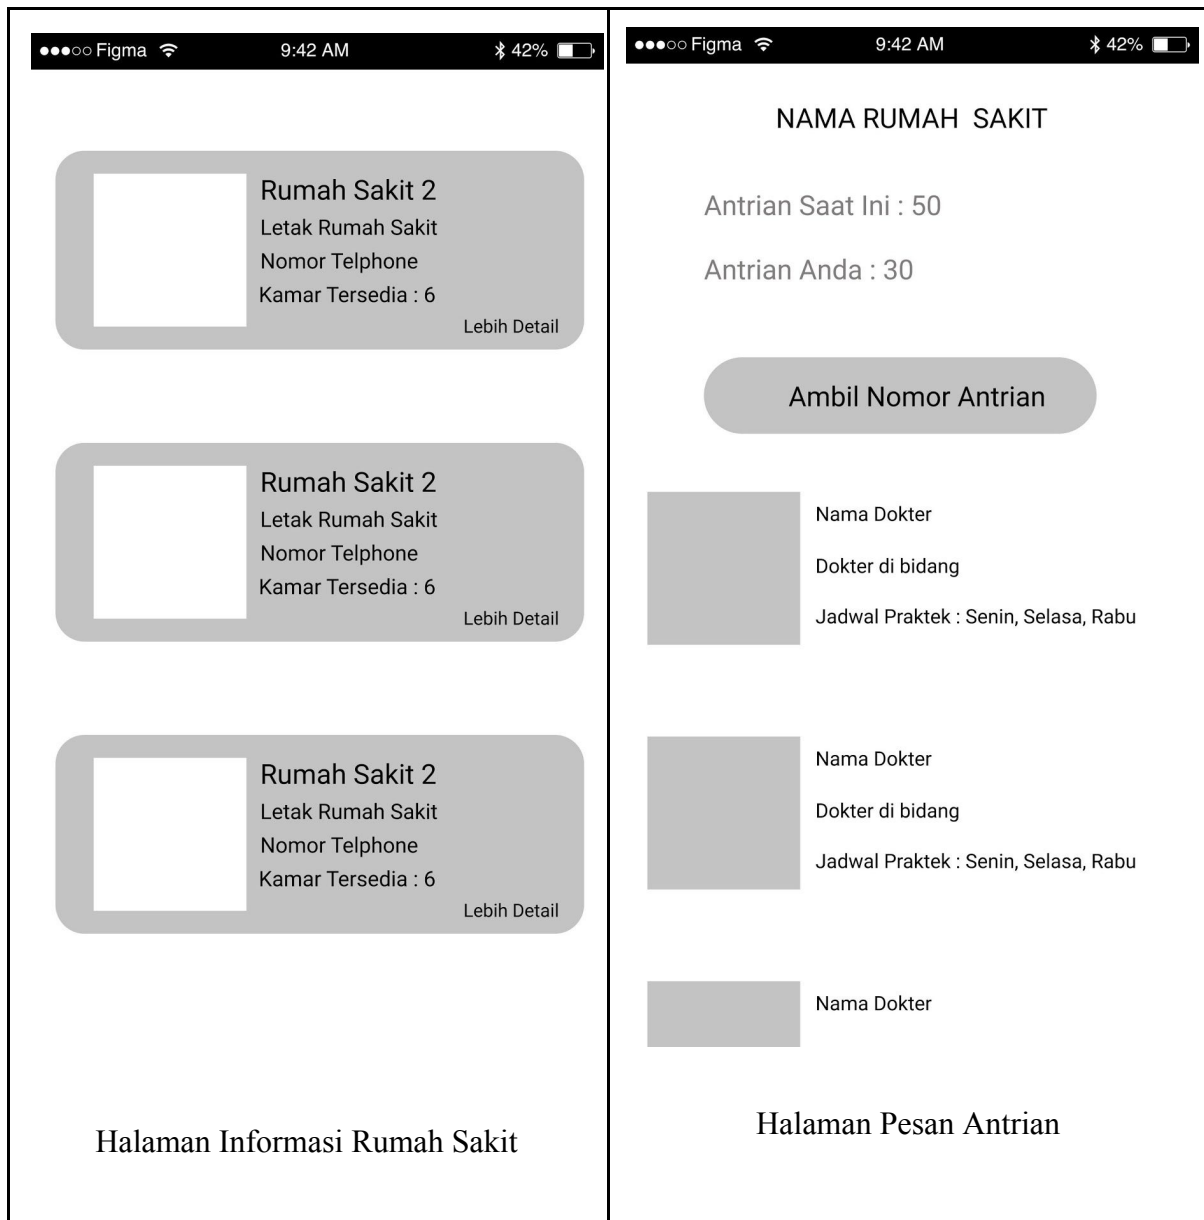 Figma 9:42 AM 42%
Rumah Sakit 2
Letak Rumah Sakit
Nomor Telphone
Kamar Tersedia : 6
Lebih Detail
Rumah Sakit 2
Letak Rumah Sakit
Nomor Telphone
Kamar Tersedia : 6
Lebih Detail
Rumah Sakit 2
Letak Rumah Sakit
Nomor Telphone
Kamar Tersedia : 6
Lebih Detail
Halaman Informasi Rumah Sakit
Figma 9:42 AM 42%
NAMA RUMAH SAKIT
Antrian Saat Ini : 50
Antrian Anda : 30
Ambil Nomor Antrian
Nama Dokter
Dokter di bidang
Jadwal Praktek : Senin, Selasa, Rabu
Nama Dokter
Dokter di bidang
Jadwal Praktek : Senin, Selasa, Rabu
Nama Dokter
Halaman Pesan Antrian